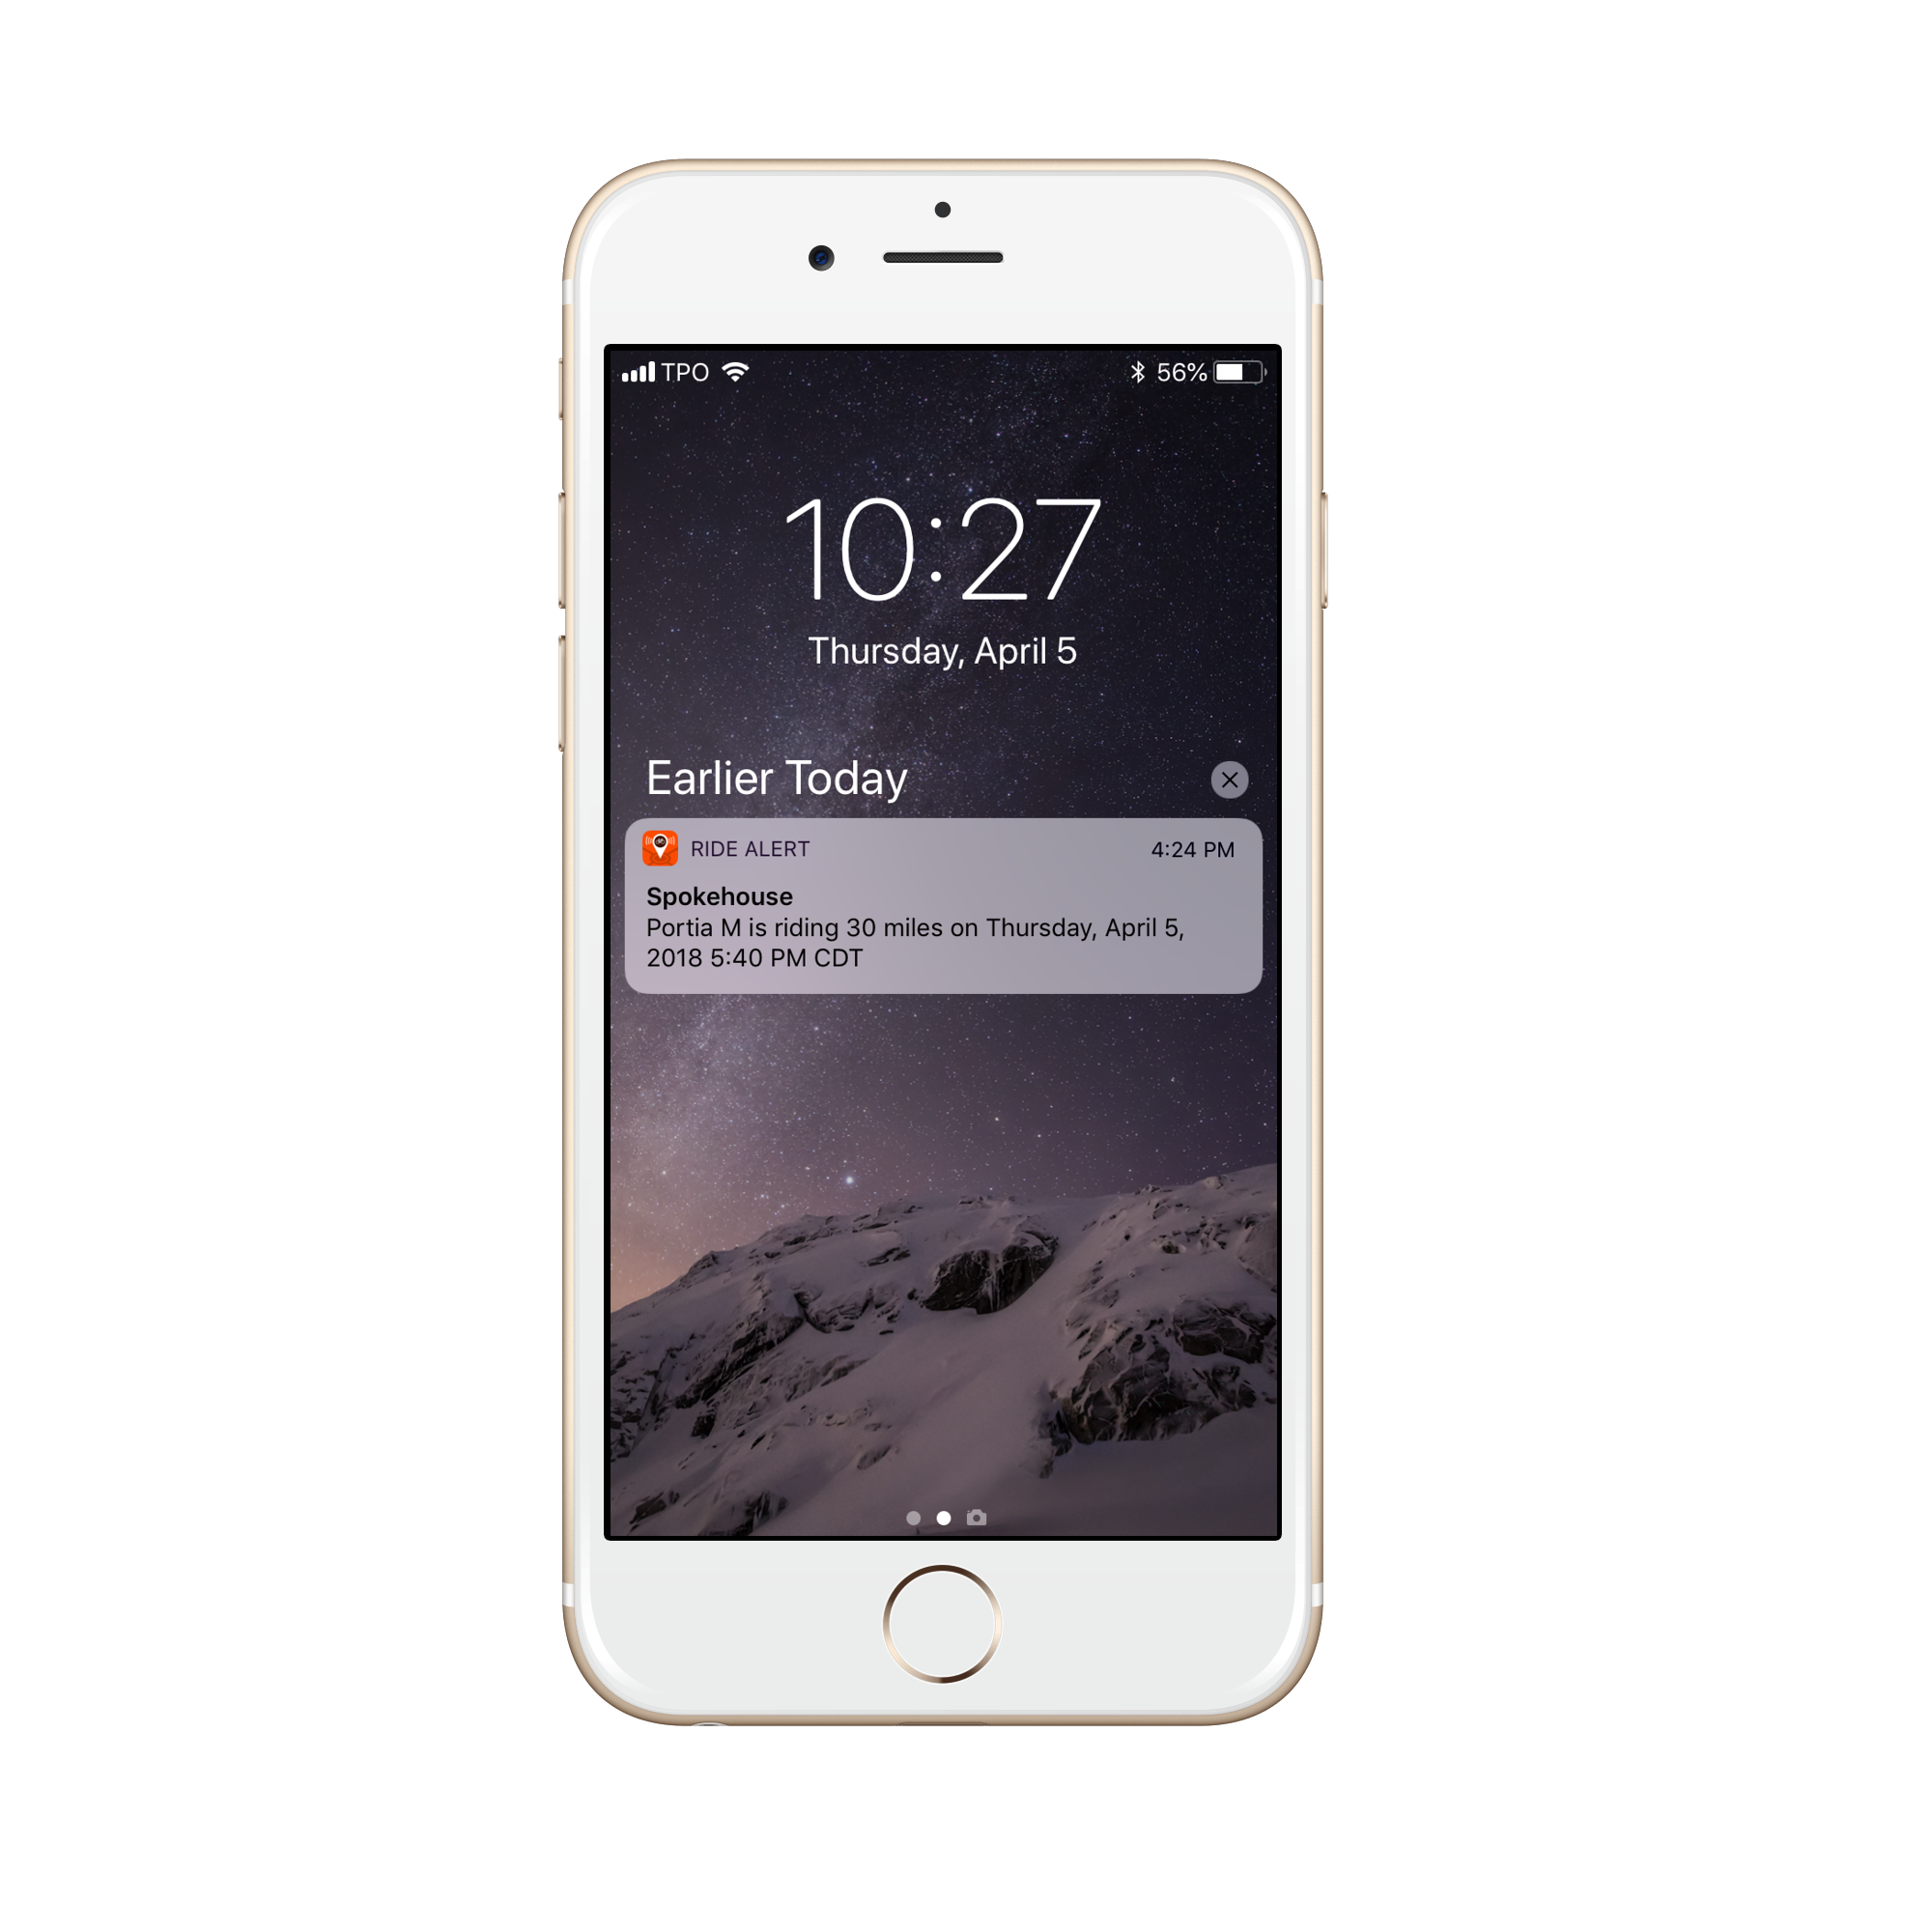 TPO 56%
10:27
Thursday, April 5
Earlier Today
RIDE ALERT 4:24 PM
Spokehouse
Portia M is riding 30 miles on Thursday, April 5,
2018 5:40 PM CDT